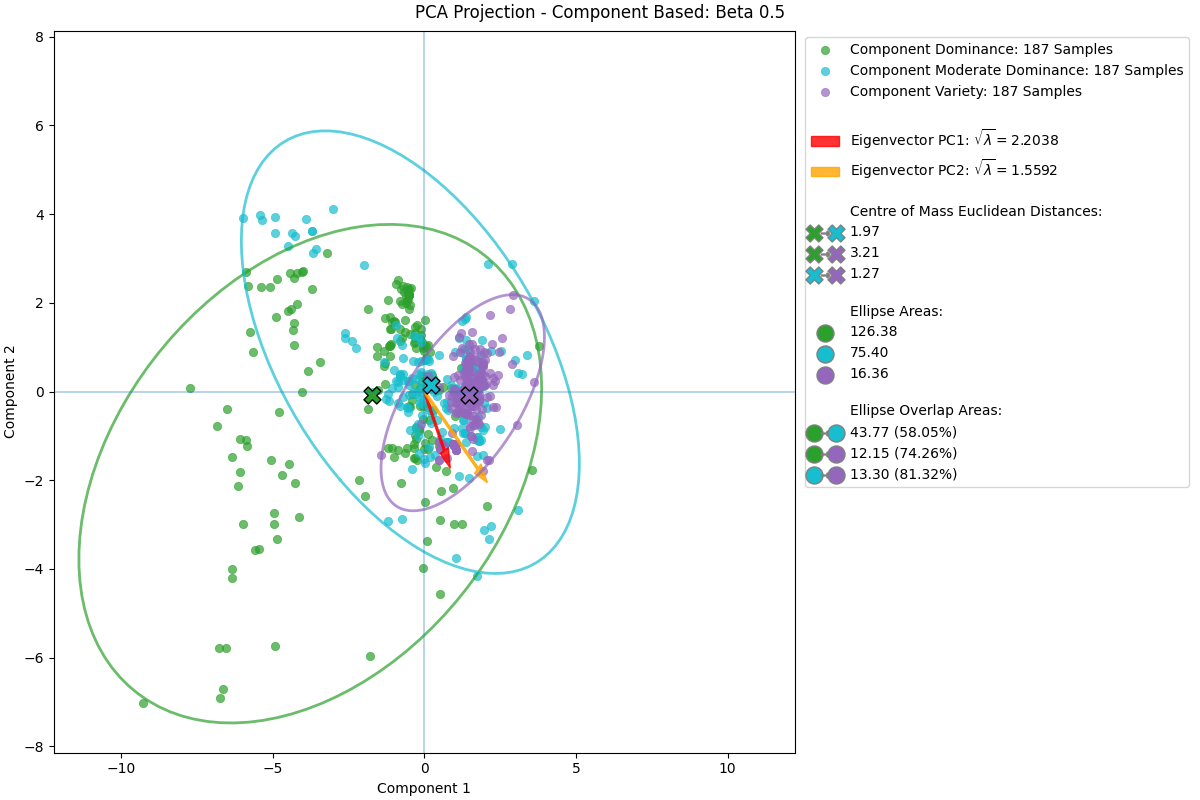 PCA Projection - Component Based: Beta 0.5
8
6
4
2
0
−2
−4
−6
−8
Component 2
−10
−5
0
5
10
Component 1
Component Dominance: 187 Samples
Component Moderate Dominance: 187 Samples
Component Variety: 187 Samples
Eigenvector PC1: √λ = 2.2038
Eigenvector PC2: √λ = 1.5592
Centre of Mass Euclidean Distances:
1.97
3.21
1.27
Ellipse Areas:
126.38
75.40
16.36
Ellipse Overlap Areas:
43.77 (58.05%)
12.15 (74.26%)
13.30 (81.32%)